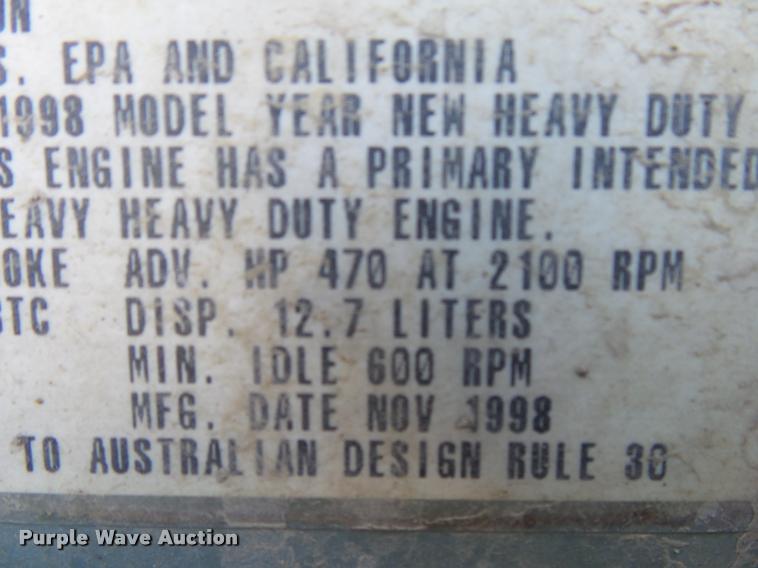 ON
S. EPA AND CALIFORNIA
1998 MODEL YEAR NEW HEAVY DUTY
S ENGINE HAS A PRIMARY INTENDED
EAVY HEAVY DUTY ENGINE.
OKE ADV. HP 470 AT 2100 RPM
BTC DISP. 12.7 LITERS
MIN. IDLE 600 RPM
MFG. DATE NOV 1998
TO AUSTRALIAN DESIGN RULE 30
Purple Wave Auction